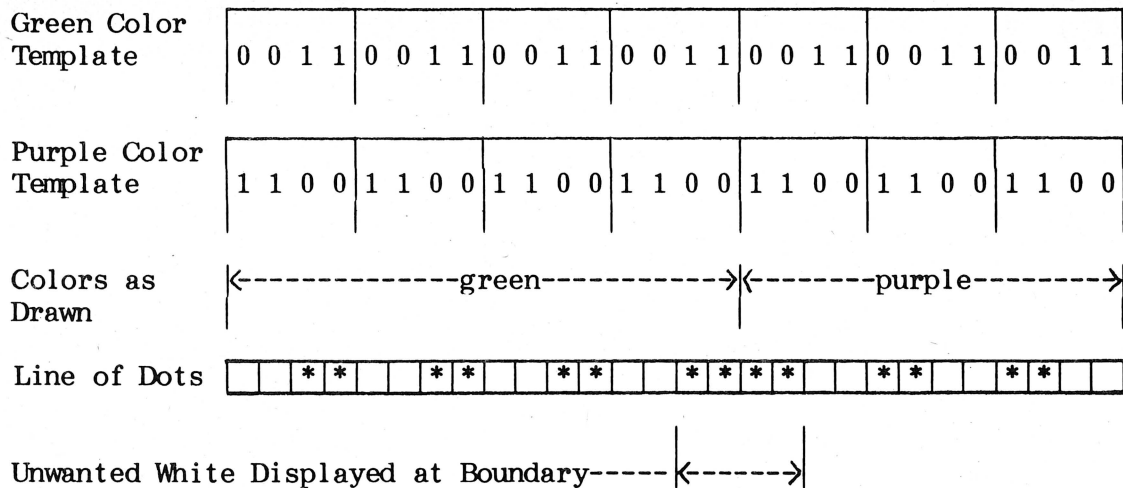 Green Color
Template 0 0 1 1 0 0 1 1 0 0 1 1 0 0 1 1 0 0 1 1 0 0 1 1 0 0 1 1
Purple Color
Template 1 1 0 0 1 1 0 0 1 1 0 0 1 1 0 0 1 1 0 0 1 1 0 0 1 1 0 0
Colors as <---------------green-------------><--------purple-------->
Drawn
Line of Dots * * * * * * * * * * * * * *
Unwanted White Displayed at Boundary------<------>